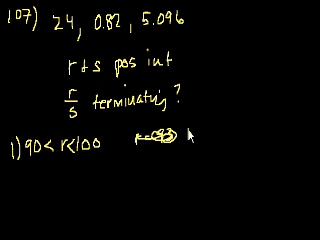 107) 24, 0.82, 5.096
r + s pos int
r/s terminating?
1) 90 < r < 100